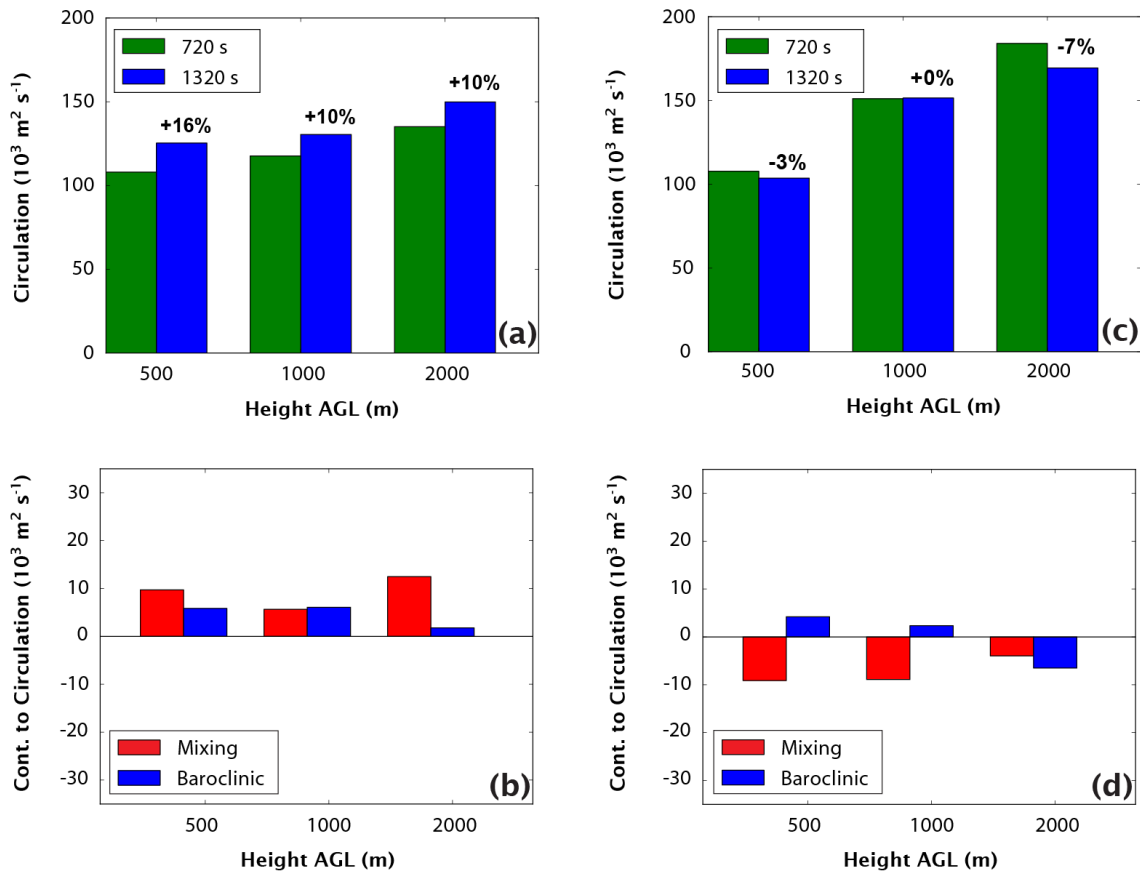 200
150
100
50
0
Circulation (10³ m² s⁻¹)
720 s
1320 s
+16%
+10%
+10%
(a)
500 1000 2000
Height AGL (m)
200
150
100
50
0
Circulation (10³ m² s⁻¹)
720 s
1320 s
-3%
+0%
-7%
(c)
500 1000 2000
Height AGL (m)
30
20
10
0
-10
-20
-30
Cont. to Circulation (10³ m² s⁻¹)
Mixing
Baroclinic
(b)
500 1000 2000
Height AGL (m)
30
20
10
0
-10
-20
-30
Cont. to Circulation (10³ m² s⁻¹)
Mixing
Baroclinic
(d)
500 1000 2000
Height AGL (m)